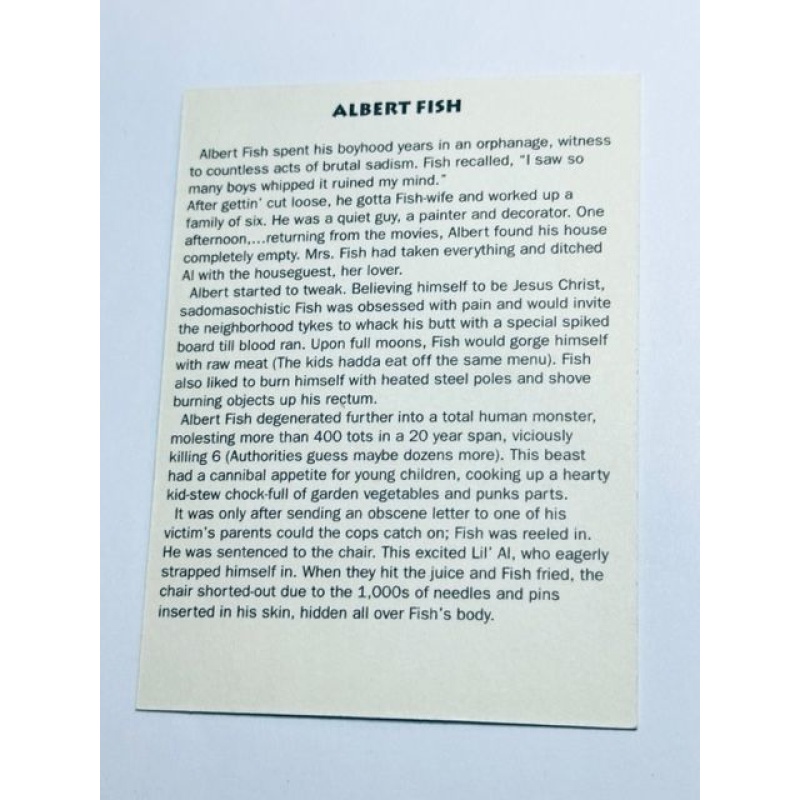 ALBERT FISH
Albert Fish spent his boyhood years in an orphanage, witness
to countless acts of brutal sadism. Fish recalled, "I saw so
many boys whipped it ruined my mind."
After gettin' cut loose, he gotta Fish-wife and worked up a
family of six. He was a quiet guy, a painter and decorator. One
afternoon,...returning from the movies, Albert found his house
completely empty. Mrs. Fish had taken everything and ditched
Al with the houseguest, her lover.
Albert started to tweak. Believing himself to be Jesus Christ,
sadomasochistic Fish was obsessed with pain and would invite
the neighborhood tykes to whack his butt with a special spiked
board till blood ran. Upon full moons, Fish would gorge himself
with raw meat (The kids hadda eat off the same menu). Fish
also liked to burn himself with heated steel poles and shove
burning objects up his rectum.
Albert Fish degenerated further into a total human monster,
molesting more than 400 tots in a 20 year span, viciously
killing 6 (Authorities guess maybe dozens more). This beast
had a cannibal appetite for young children, cooking up a hearty
kid-stew chock-full of garden vegetables and punks parts.
It was only after sending an obscene letter to one of his
victim's parents could the cops catch on; Fish was reeled in.
He was sentenced to the chair. This excited Lil' Al, who eagerly
strapped himself in. When they hit the juice and Fish fried, the
chair shorted-out due to the 1,000s of needles and pins
inserted in his skin, hidden all over Fish's body.